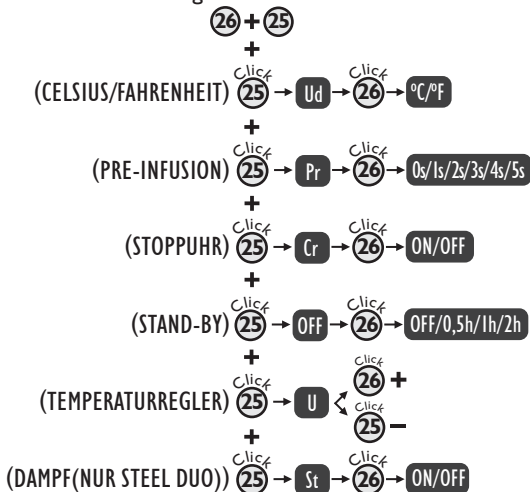 26 + 25
+
(CELSIUS/FAHRENHEIT) Click 25 → Ud → Click 26 → ºC/ºF
+
(PRE-INFUSION) Click 25 → Pr → Click 26 → 0s/1s/2s/3s/4s/5s
+
(STOPPUHR) Click 25 → Cr → Click 26 → ON/OFF
+
(STAND-BY) Click 25 → OFF → Click 26 → OFF/0,5h/1h/2h
+
(TEMPERATURREGLER) Click 25 → U
Click 26 +
Click 25 −
+
(DAMPF(NUR STEEL DUO)) Click 25 → St → Click 26 → ON/OFF